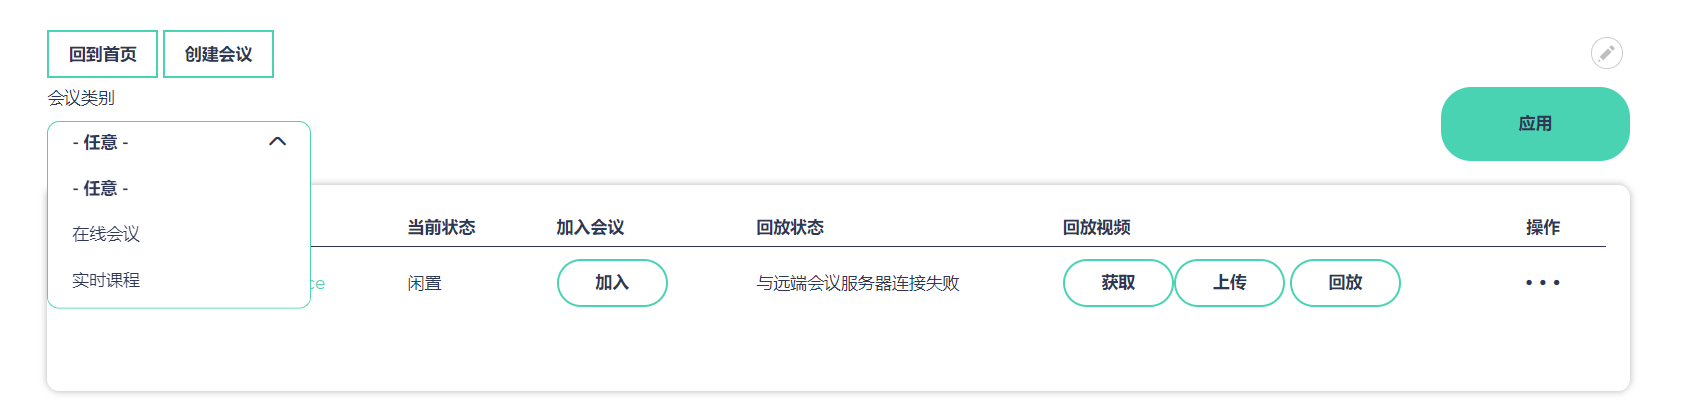 回到首页 创建会议
会议类别
应用
- 任意 -
- 任意 -
在线会议
实时课程
当前状态 加入会议 回放状态 回放视频 操作
ce 闲置 加入 与远端会议服务器连接失败 获取 上传 回放